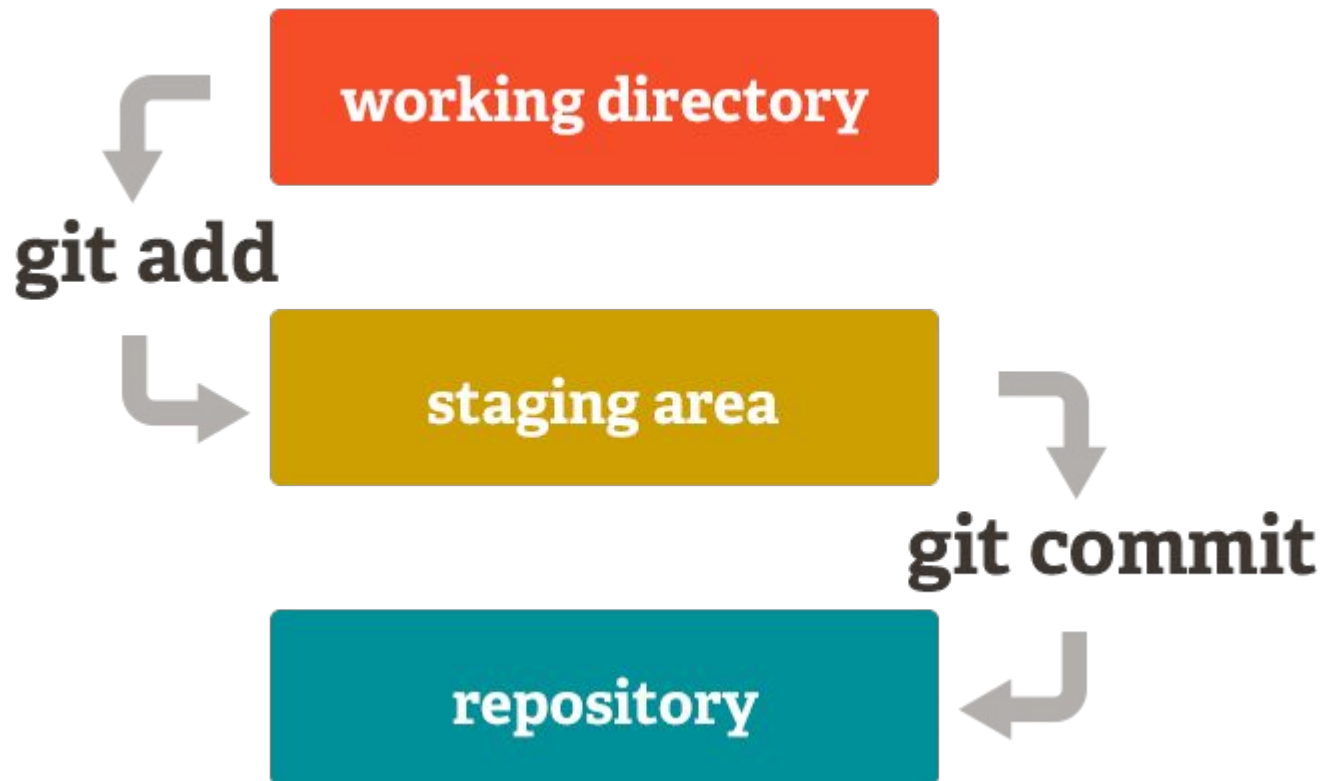 working directory
git add
staging area
git commit
repository